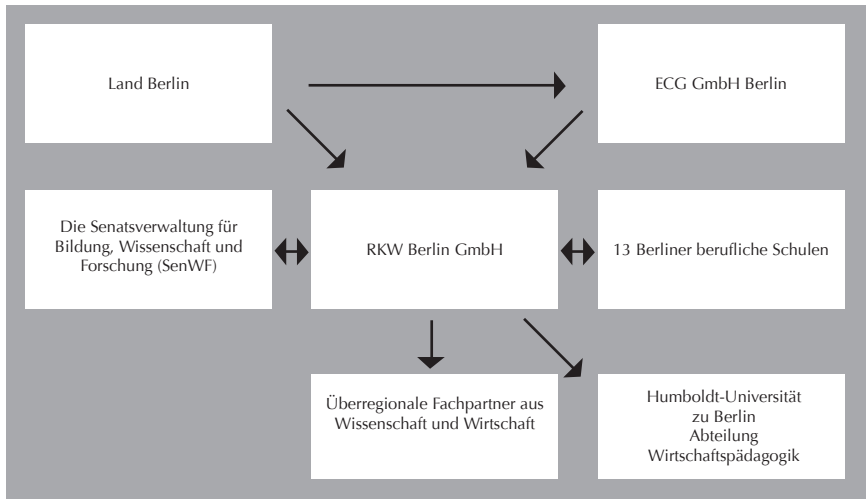 Land Berlin
ECG GmbH Berlin
Die Senatsverwaltung für
Bildung, Wissenschaft und
Forschung (SenWF)
RKW Berlin GmbH
13 Berliner berufliche Schulen
Überregionale Fachpartner aus
Wissenschaft und Wirtschaft
Humboldt-Universität
zu Berlin
Abteilung
Wirtschaftspädagogik